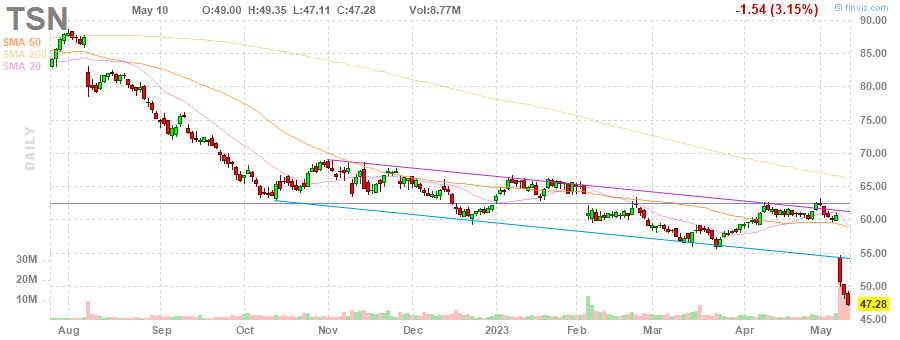 TSN May 10 O:49.00 H:49.35 L:47.11 C:47.28 Vol:8.77M -1.54 (3.15%) © finviz.com
SMA 50
SMA 200
SMA 20
DAILY
90.00
85.00
80.00
75.00
70.00
65.00
60.00
55.00
50.00
47.28
45.00
30M
20M
10M
Aug Sep Oct Nov Dec 2023 Feb Mar Apr May